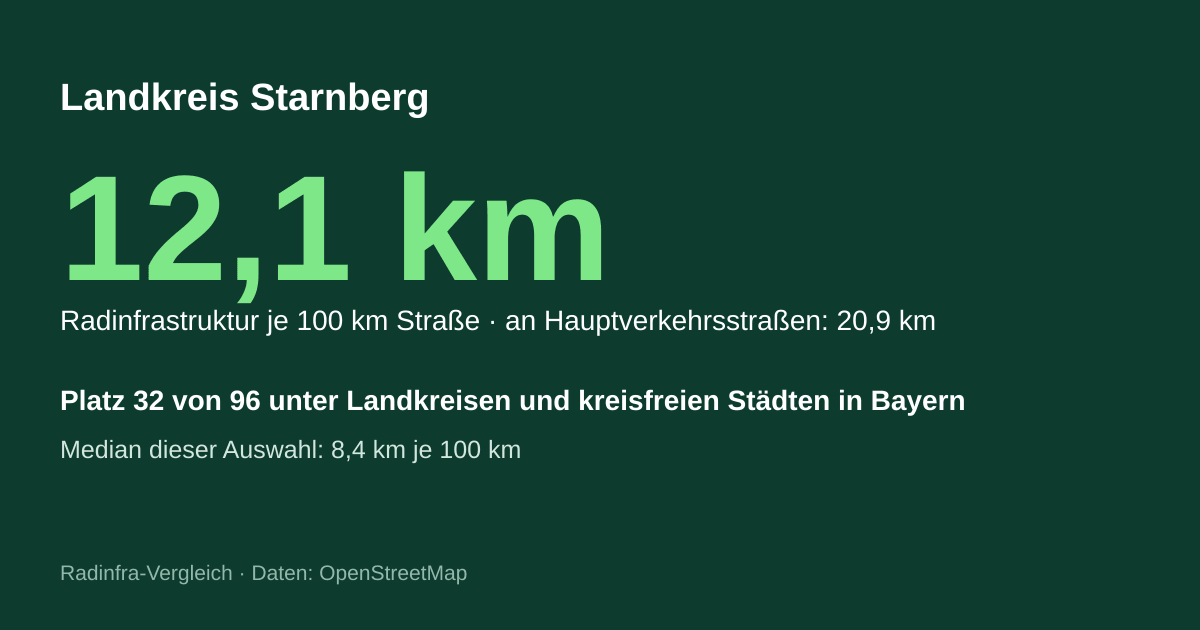 Landkreis Starnberg
12,1 km
Radinfrastruktur je 100 km Straße · an Hauptverkehrsstraßen: 20,9 km
Platz 32 von 96 unter Landkreisen und kreisfreien Städten in Bayern
Median dieser Auswahl: 8,4 km je 100 km
Radinfra-Vergleich · Daten: OpenStreetMap